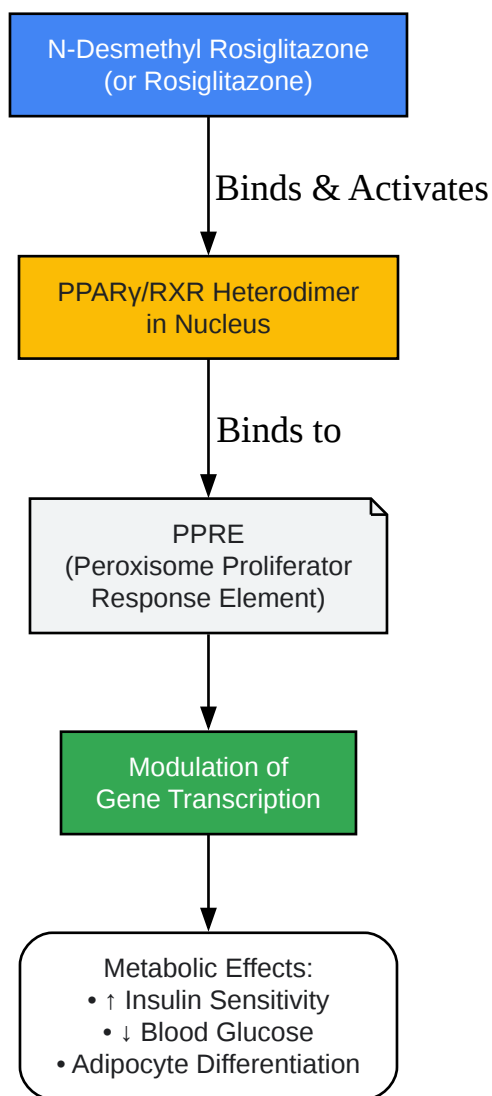 N-Desmethyl Rosiglitazone
(or Rosiglitazone)
Binds & Activates
PPARγ/RXR Heterodimer
in Nucleus
Binds to
PPRE
(Peroxisome Proliferator
Response Element)
Modulation of
Gene Transcription
Metabolic Effects:
• ↑ Insulin Sensitivity
• ↓ Blood Glucose
• Adipocyte Differentiation